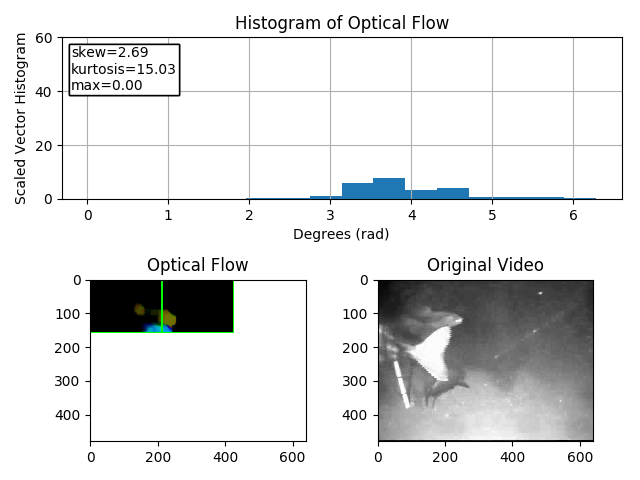 Histogram of Optical Flow
Scaled Vector Histogram
60
40
20
0
skew=2.69
kurtosis=15.03
max=0.00
0 1 2 3 4 5 6
Degrees (rad)
Optical Flow
0
100
200
300
400
0 200 400 600
Original Video
0
100
200
300
400
0 200 400 600